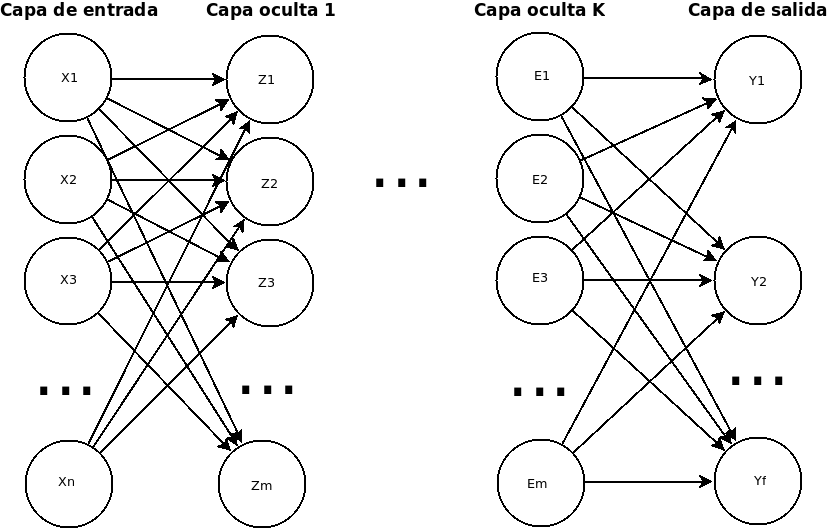 Capa de entrada
Capa oculta 1
Capa oculta K
Capa de salida
X1
Z1
E1
Y1
X2
Z2
...
E2
X3
Z3
E3
Y2
...
...
...
...
Xn
Zm
Em
Yf